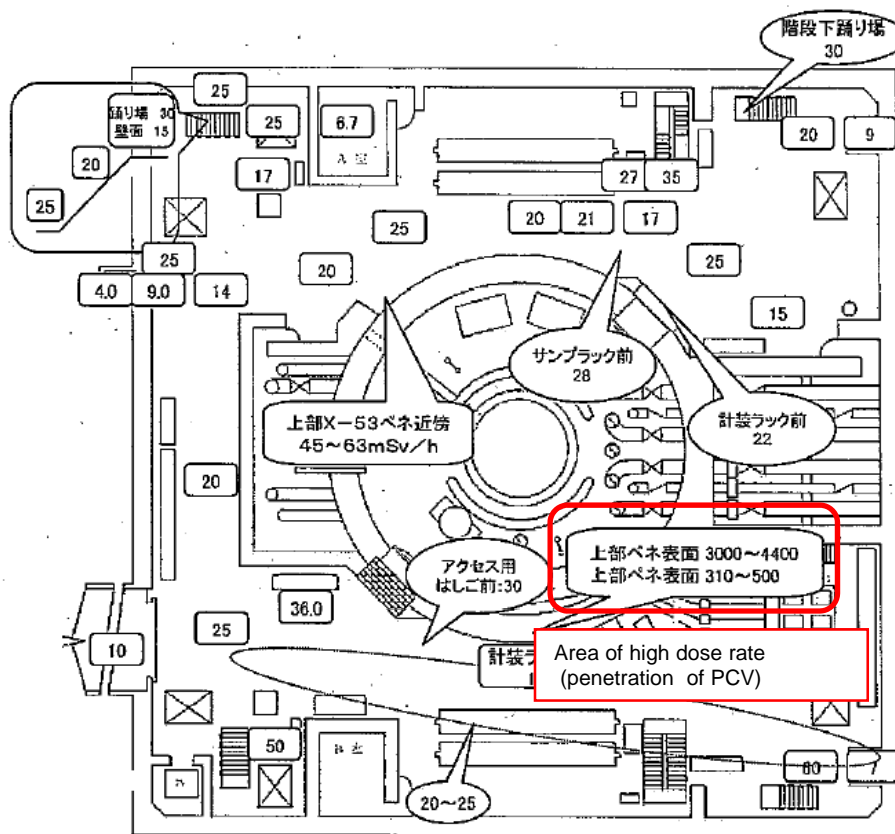 階段下踊り場
30
25
踊り場 30
壁面 15
25
6.7
20
9
20
17
27
35
25
20
21
17
25
25
25
20
4.0
9.0
14
15
サンプラック前
28
上部X－53ペネ近傍
45～63mSv/h
計装ラック前
22
20
上部ペネ表面 3000～4400
上部ペネ表面 310～500
アクセス用
はしご前:30
36.0
25
10
計装ラ
Area of high dose rate
(penetration of PCV)
50
60
20～25